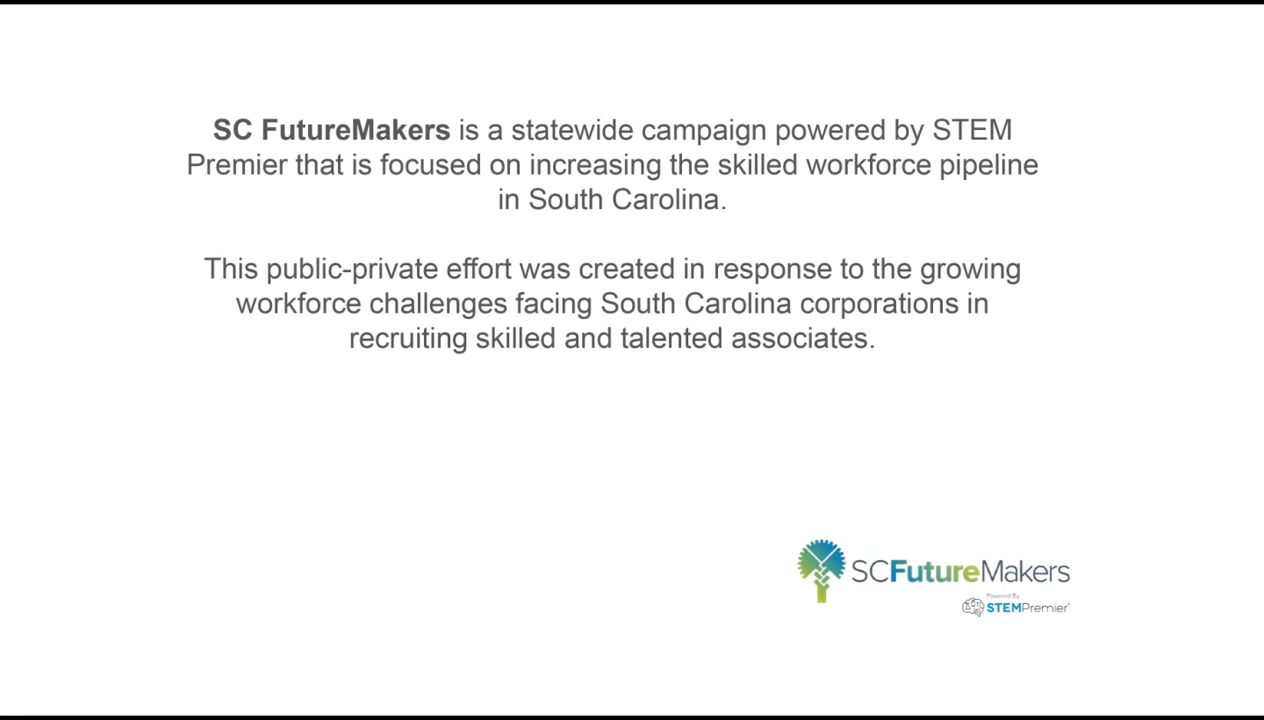 SC FutureMakers is a statewide campaign powered by STEM
Premier that is focused on increasing the skilled workforce pipeline
in South Carolina.
This public-private effort was created in response to the growing
workforce challenges facing South Carolina corporations in
recruiting skilled and talented associates.
SCFutureMakers
Powered By
STEMPremier